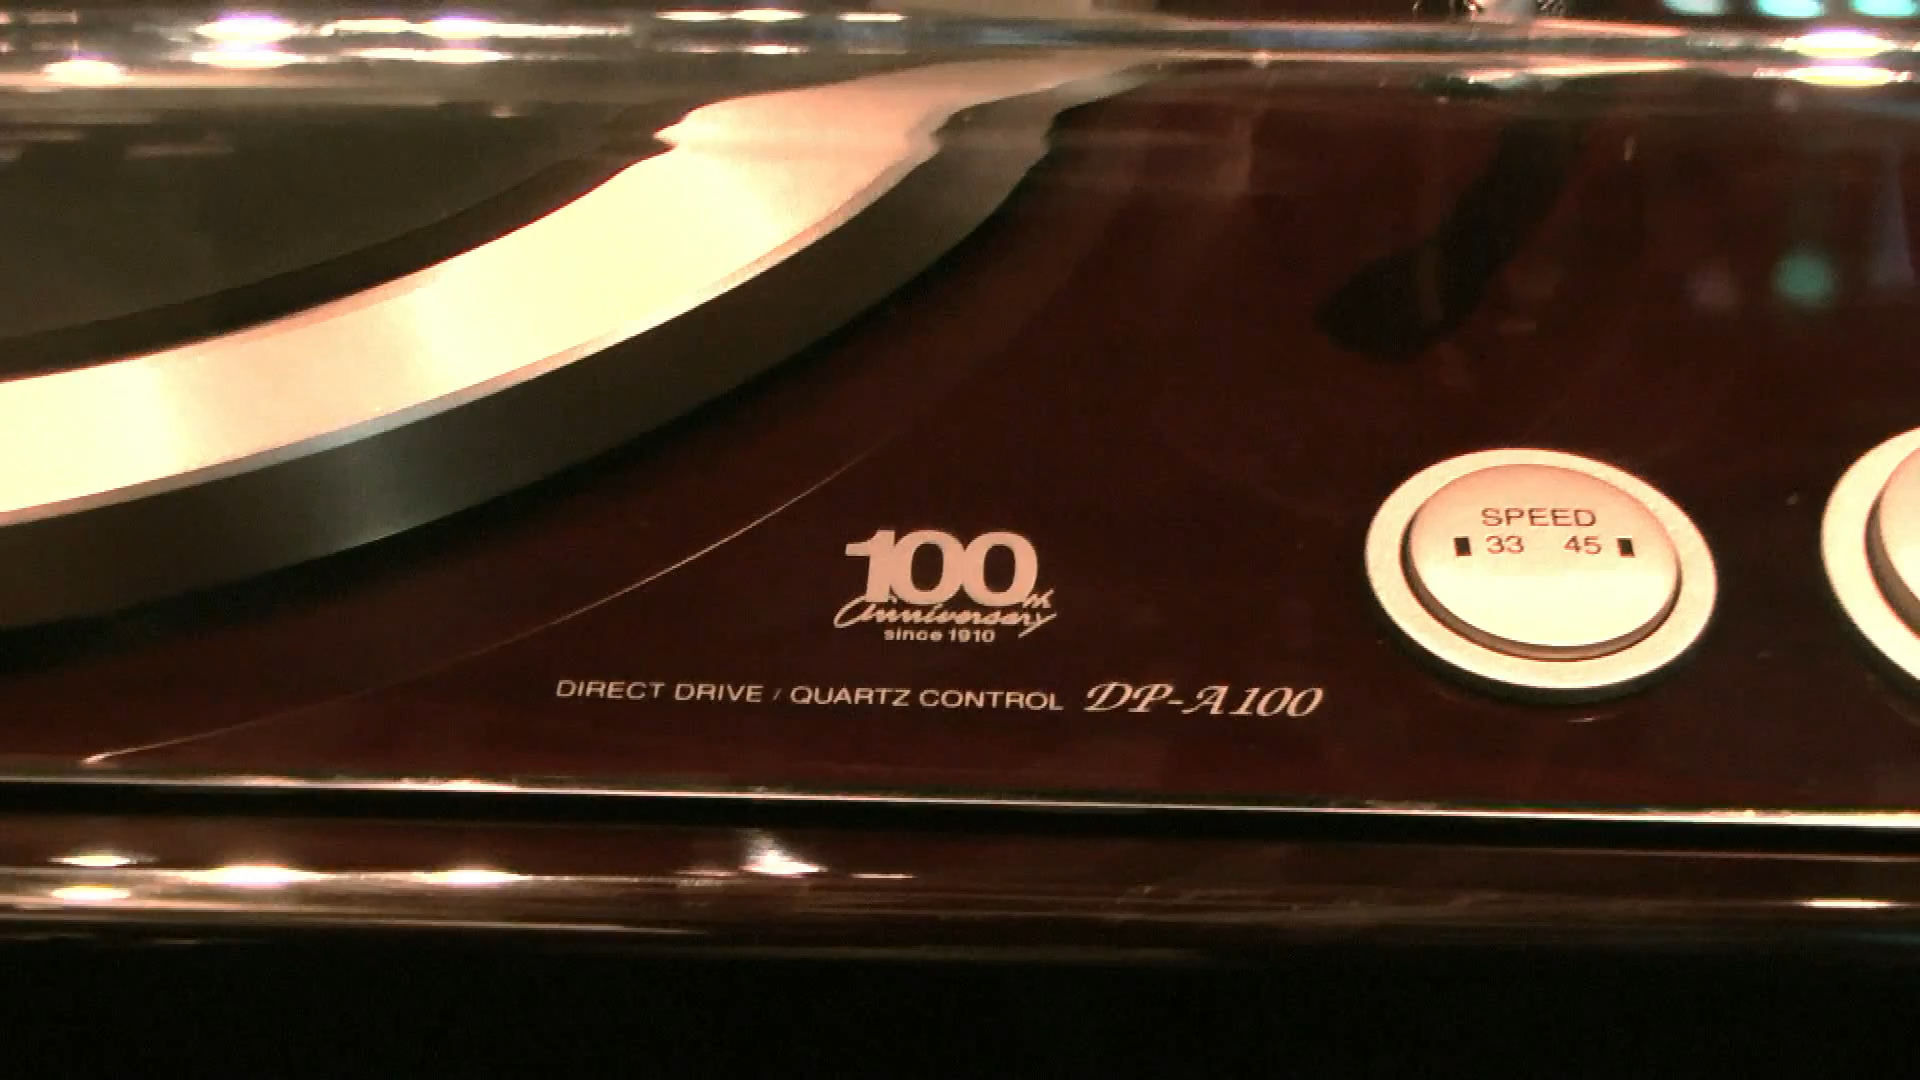 100th
Anniversary
since 1910
DIRECT DRIVE / QUARTZ CONTROL DP-A100
SPEED
33 45